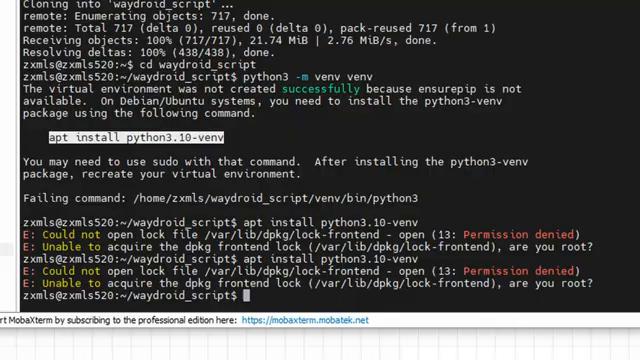 Cloning into 'waydroid_script'...
remote: Enumerating objects: 717, done.
remote: Total 717 (delta 0), reused 0 (delta 0), pack-reused 717 (from 1)
Receiving objects: 100% (717/717), 21.74 MiB | 2.76 MiB/s, done.
Resolving deltas: 100% (438/438), done.
zxmls@zxmls520:~$ cd waydroid_script
zxmls@zxmls520:~/waydroid_script$ python3 -m venv venv
The virtual environment was not created successfully because ensurepip is not
available.  On Debian/Ubuntu systems, you need to install the python3-venv
package using the following command.
apt install python3.10-venv
You may need to use sudo with that command.  After installing the python3-venv
package, recreate your virtual environment.
Failing command: /home/zxmls/waydroid_script/venv/bin/python3
zxmls@zxmls520:~/waydroid_script$ apt install python3.10-venv
E: Could not open lock file /var/lib/dpkg/lock-frontend - open (13: Permission denied)
E: Unable to acquire the dpkg frontend lock (/var/lib/dpkg/lock-frontend), are you root?
zxmls@zxmls520:~/waydroid_script$ apt install python3.10-venv
E: Could not open lock file /var/lib/dpkg/lock-frontend - open (13: Permission denied)
E: Unable to acquire the dpkg frontend lock (/var/lib/dpkg/lock-frontend), are you root?
zxmls@zxmls520:~/waydroid_script$
rt MobaXterm by subscribing to the professional edition here: https://mobaxterm.mobatek.net